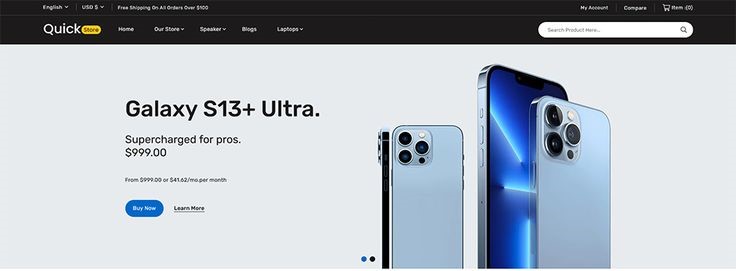 English USD $ Free Shipping On All Orders Over $100 My Account Compare Item :(0)
Quick Store Home Our Store Speaker Blogs Laptops Search Product Here...
Galaxy S13+ Ultra.
Supercharged for pros.
$999.00
From $999.00 or $41.62/mo.per month
Buy Now Learn More